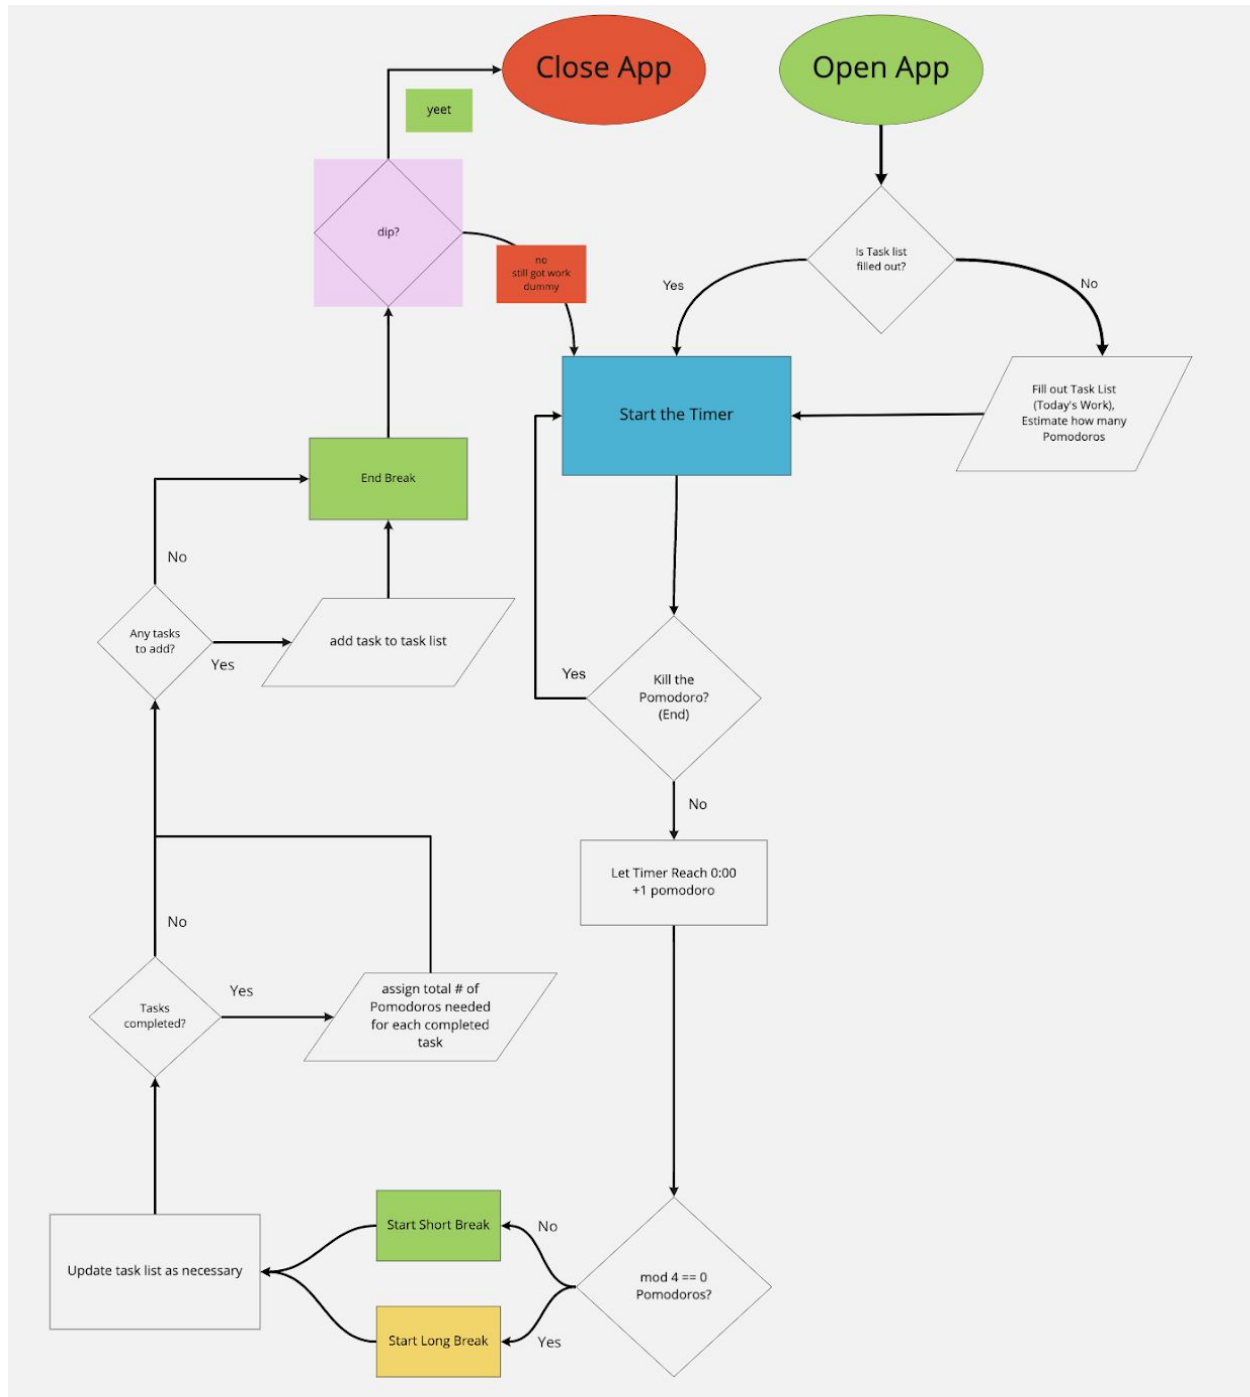 Close App
Open App
yeet
dip?
no
still got work
dummy
Is Task list
filled out?
Yes
No
Fill out Task List
(Today's Work),
Estimate how many
Pomodoros
Start the Timer
End Break
No
Any tasks
to add?
Yes
add task to task list
Yes
Kill the
Pomodoro?
(End)
No
Let Timer Reach 0:00
+1 pomodoro
No
Tasks
completed?
Yes
assign total # of
Pomodoros needed
for each completed
task
Update task list as necessary
Start Short Break
No
mod 4 == 0
Pomodoros?
Start Long Break
Yes